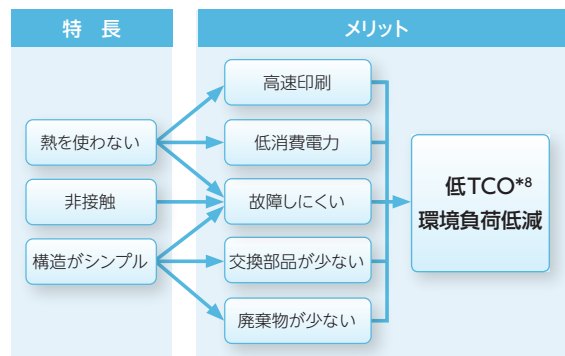 特 長
メリット
熱を使わない
非接触
構造がシンプル
高速印刷
低消費電力
故障しにくい
交換部品が少ない
廃棄物が少ない
低TCO*8
環境負荷低減